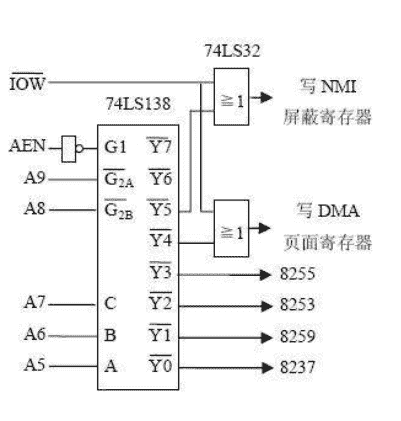 74LS32
IOW
写 NMI
74LS138
≧1
屏蔽寄存器
AEN
G1
Y7
A9
G2A
Y6
A8
G2B
Y5
写 DMA
Y4
≧1
页面寄存器
Y3
8255
A7
C
Y2
8253
A6
B
Y1
8259
A5
A
Y0
8237